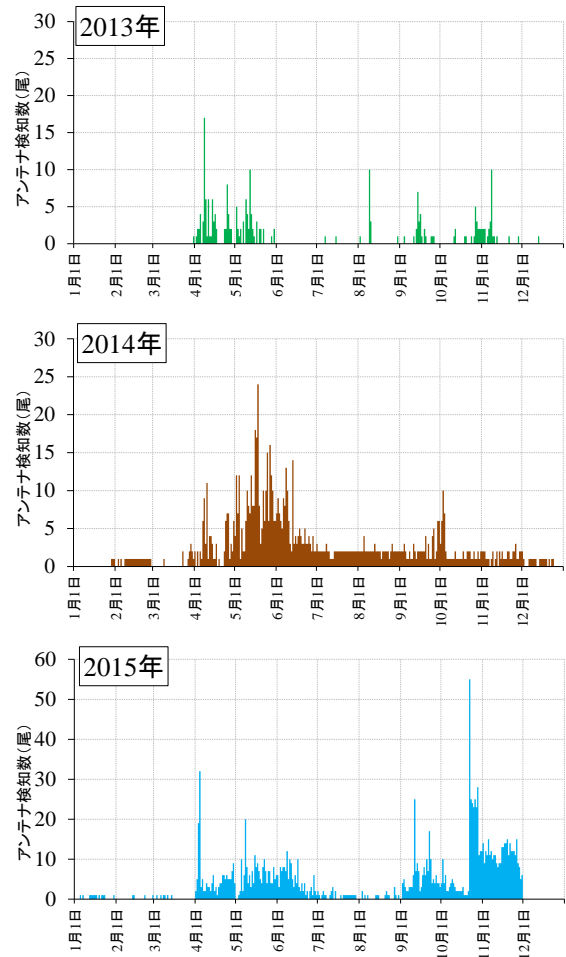 2013年
アンテナ検知数(尾)
30
25
20
15
10
5
0
1月1日
2月1日
3月1日
4月1日
5月1日
6月1日
7月1日
8月1日
9月1日
10月1日
11月1日
12月1日
2014年
アンテナ検知数(尾)
30
25
20
15
10
5
0
1月1日
2月1日
3月1日
4月1日
5月1日
6月1日
7月1日
8月1日
9月1日
10月1日
11月1日
12月1日
2015年
アンテナ検知数(尾)
60
50
40
30
20
10
0
1月1日
2月1日
3月1日
4月1日
5月1日
6月1日
7月1日
8月1日
9月1日
10月1日
11月1日
12月1日